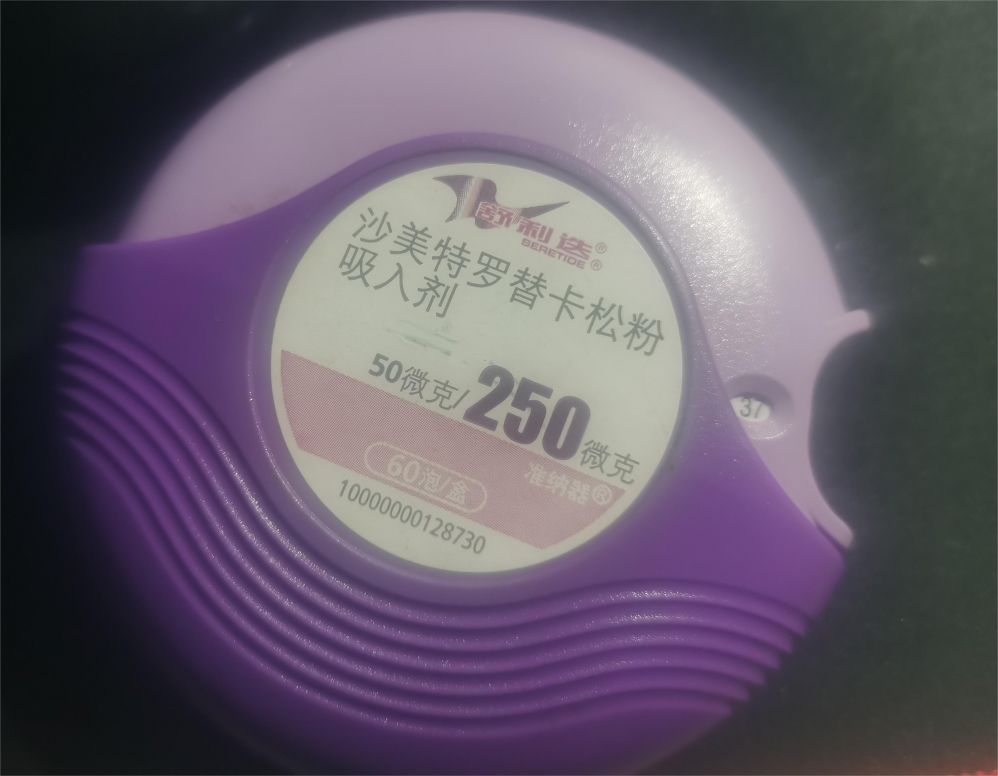 舒利迭®
SERETIDE®
沙美特罗替卡松粉
吸入剂
50微克/250微克
准纳器®
60泡/盒
10000000128730
37